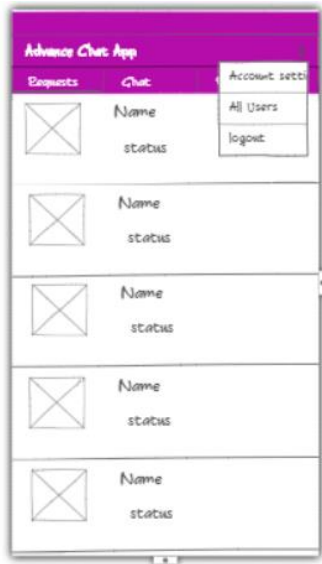 Advance Chat App
Requests Chat
Account setti
All Users
logout
Name
status
Name
status
Name
status
Name
status
Name
status